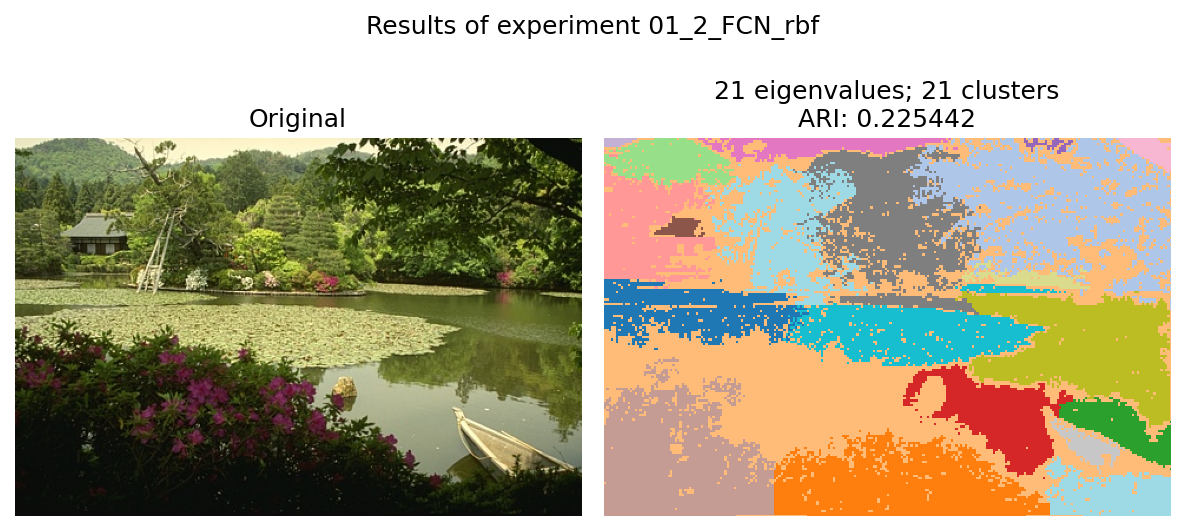 Results of experiment 01_2_FCN_rbf
Original
21 eigenvalues; 21 clusters
ARI: 0.225442